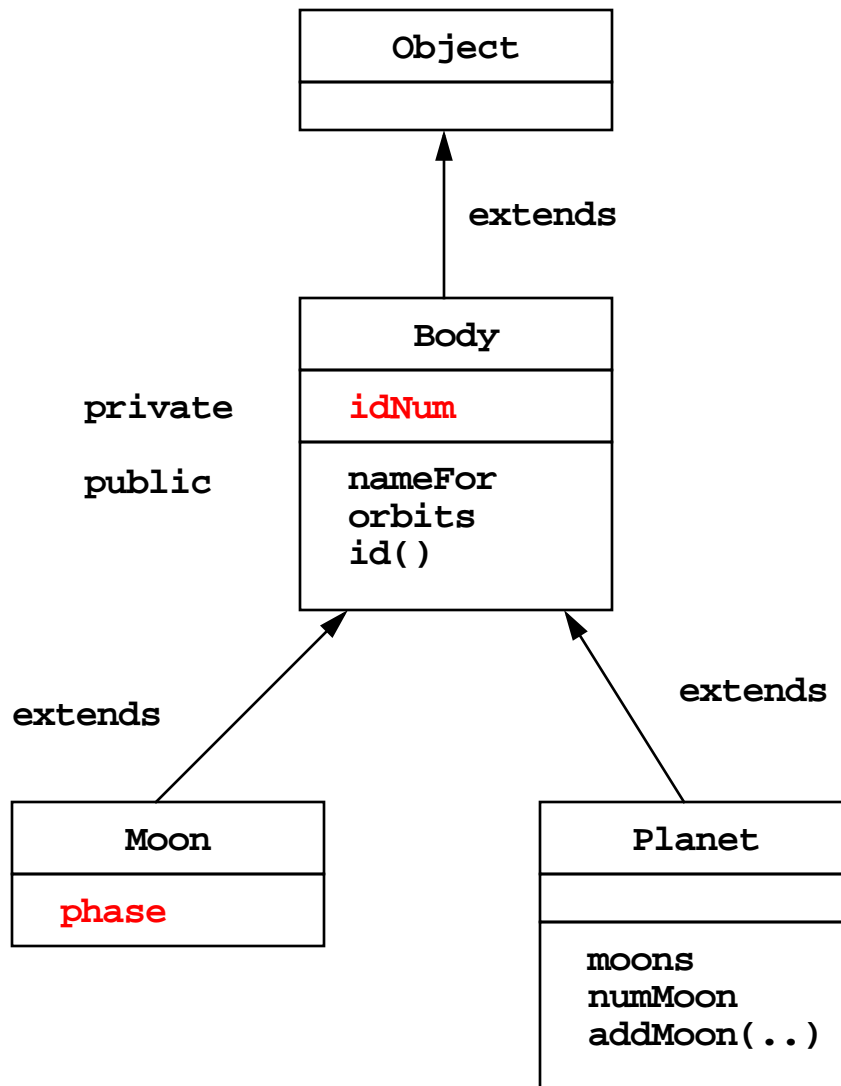 Object
extends
Body
private idNum
public nameFor
orbits
id()
extends
extends
Moon
Planet
phase
moons
numMoon
addMoon(..)